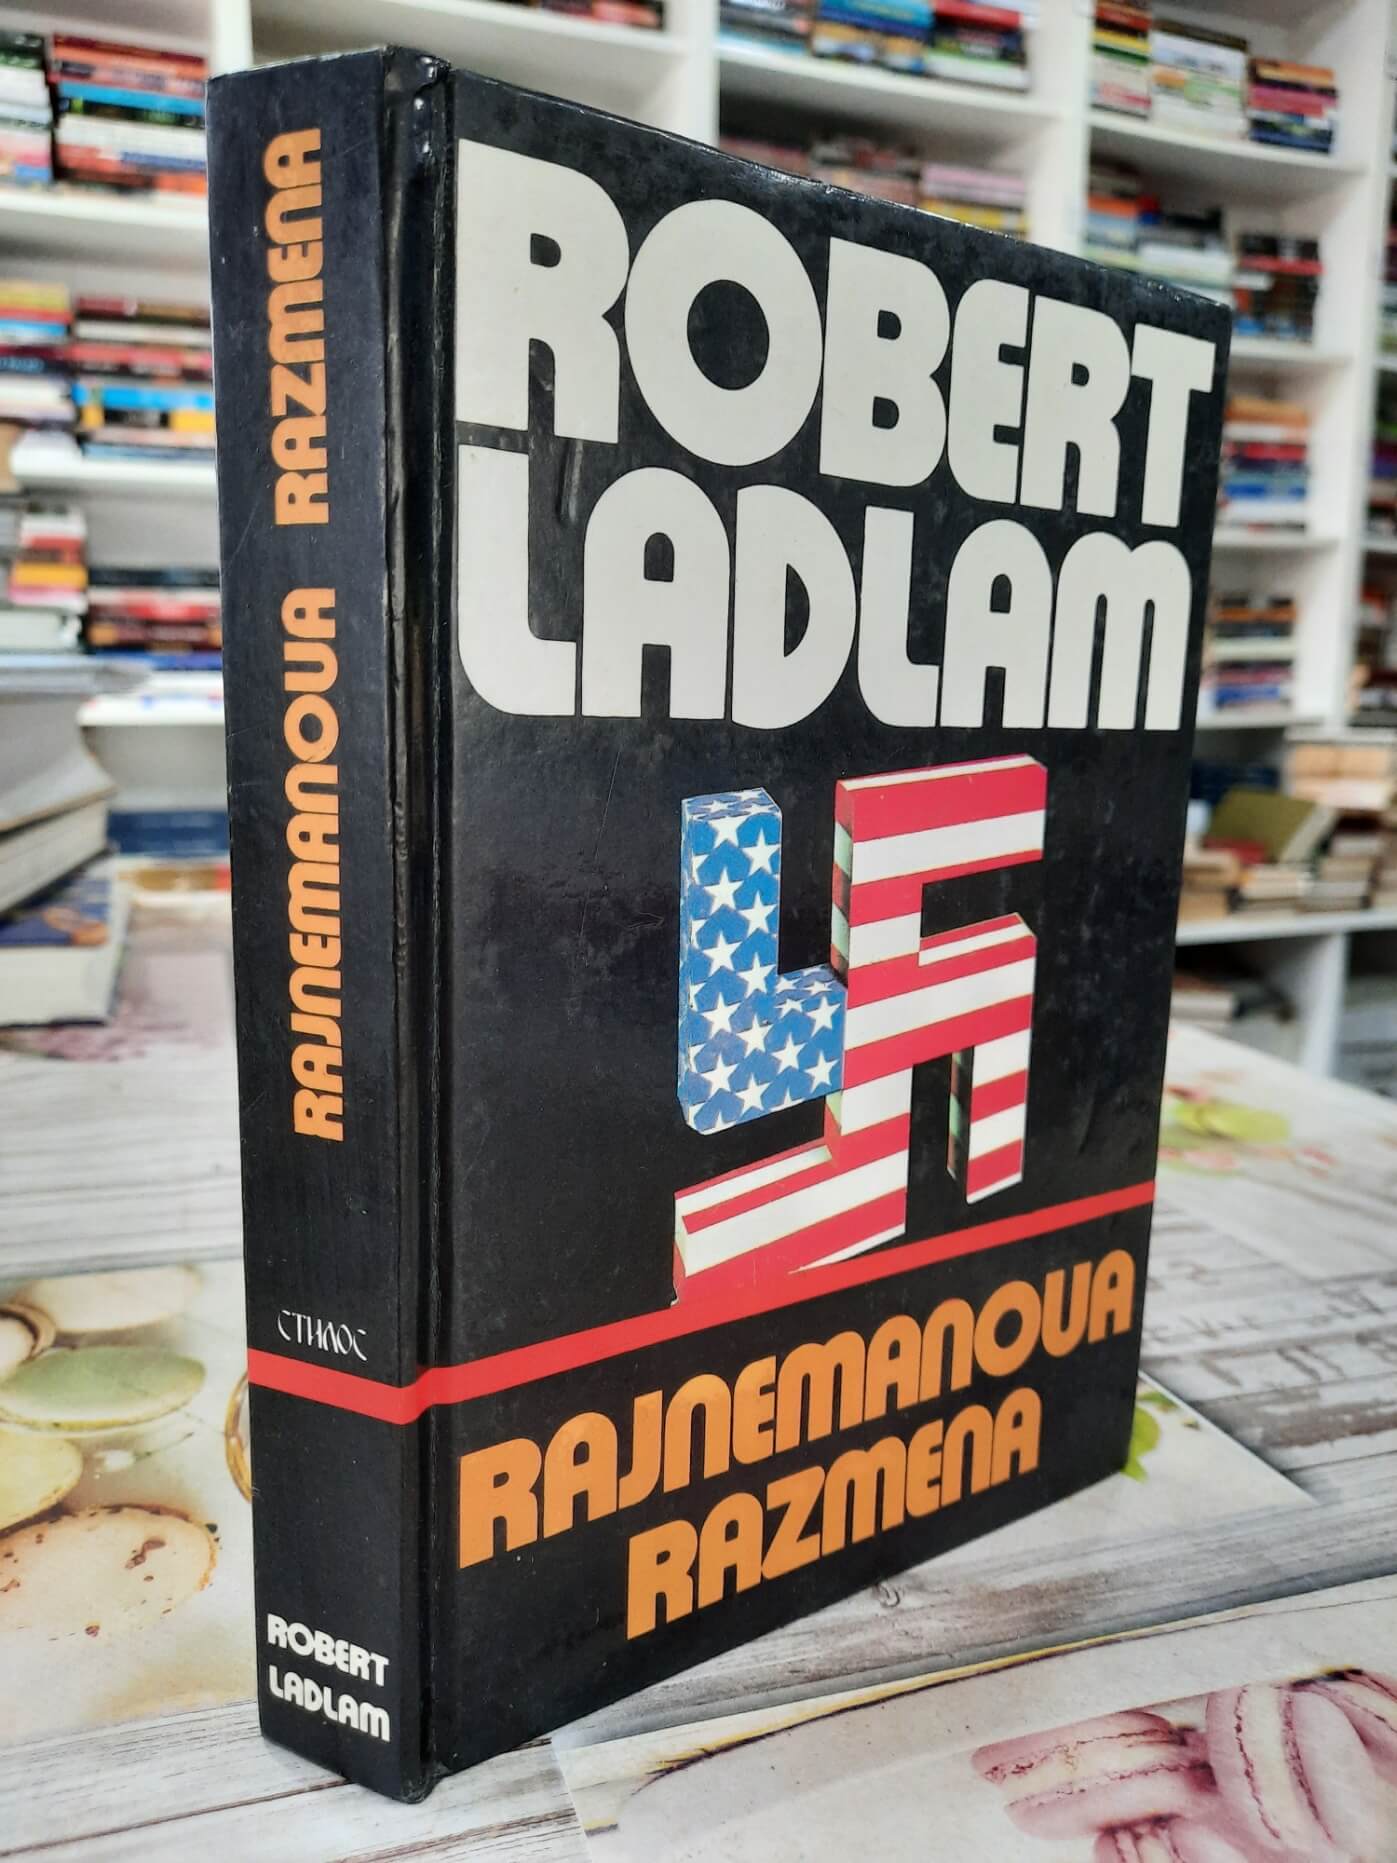 RAJNEMANOVA RAZMENA
СТИЛОС
ROBERT
LADLAM
ROBERT
LADLAM
RAJNEMANOVA
RAZMENA